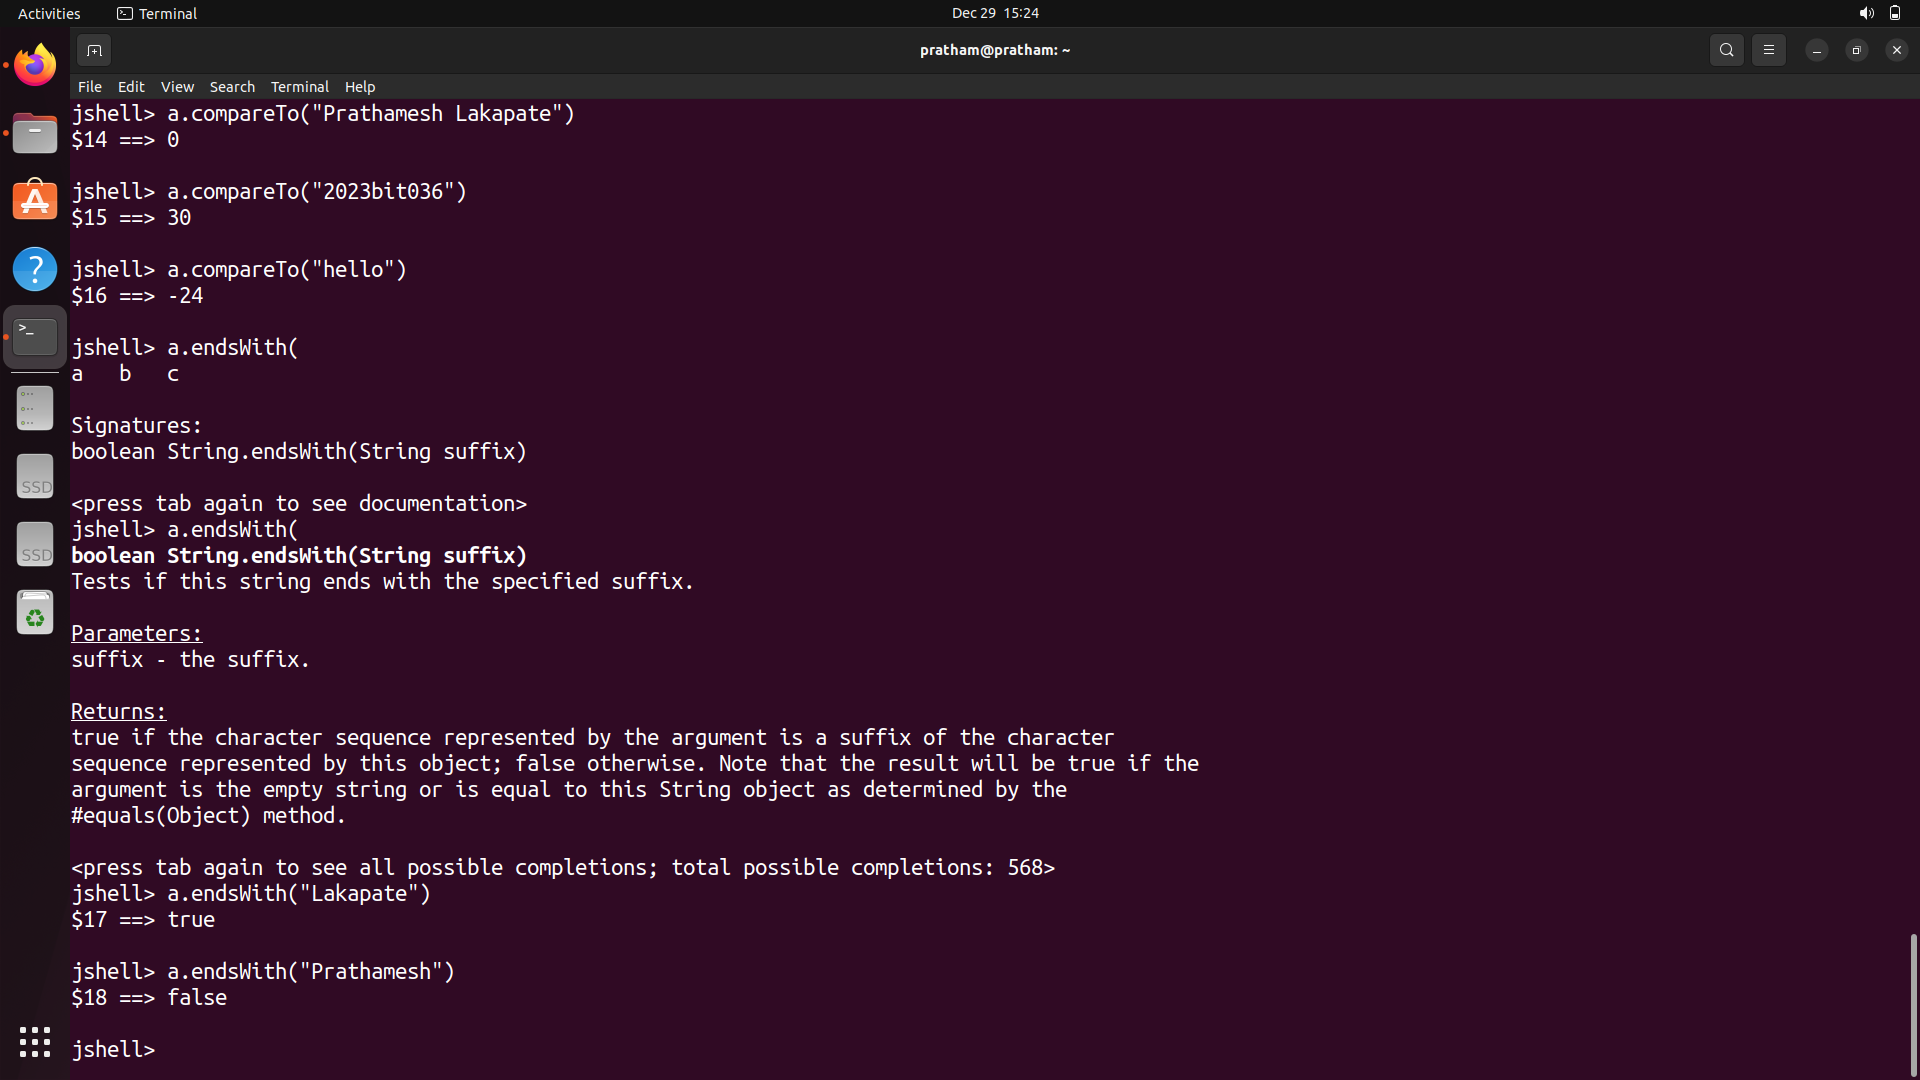 Activities Terminal Dec 29 15:24
pratham@pratham: ~
File Edit View Search Terminal Help
jshell> a.compareTo("Prathamesh Lakapate")
$14 ==> 0
jshell> a.compareTo("2023bit036")
$15 ==> 30
jshell> a.compareTo("hello")
$16 ==> -24
jshell> a.endsWith(
a b c
Signatures:
boolean String.endsWith(String suffix)
<press tab again to see documentation>
jshell> a.endsWith(
boolean String.endsWith(String suffix)
Tests if this string ends with the specified suffix.
Parameters:
suffix - the suffix.
Returns:
true if the character sequence represented by the argument is a suffix of the character
sequence represented by this object; false otherwise. Note that the result will be true if the
argument is the empty string or is equal to this String object as determined by the
#equals(Object) method.
<press tab again to see all possible completions; total possible completions: 568>
jshell> a.endsWith("Lakapate")
$17 ==> true
jshell> a.endsWith("Prathamesh")
$18 ==> false
jshell>
SSD
SSD